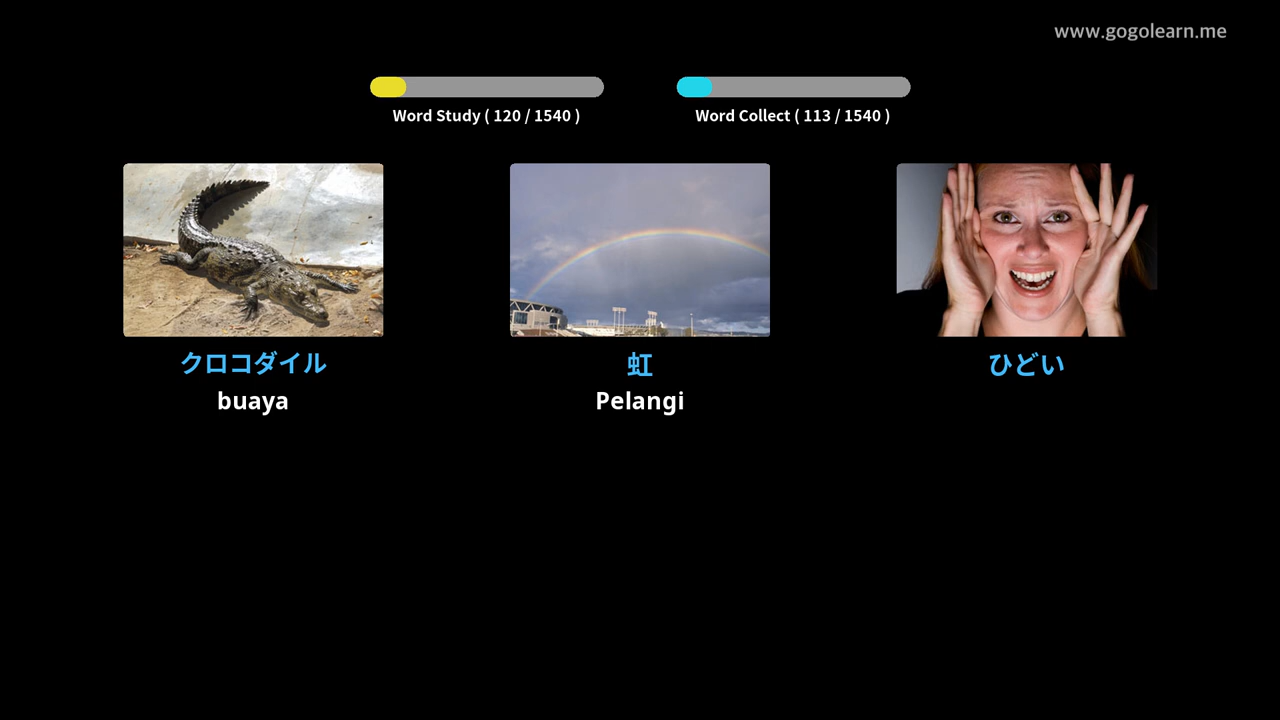 www.gogolearn.me
Word Study ( 120 / 1540 )
Word Collect ( 113 / 1540 )
クロコダイル
buaya
虹
Pelangi
ひどい